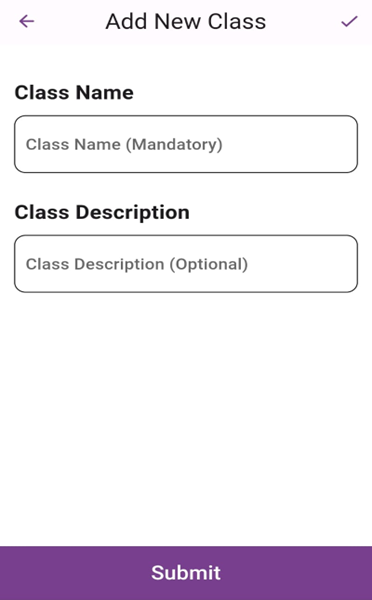 Add New Class
Class Name
Class Name (Mandatory)
Class Description
Class Description (Optional)
Submit